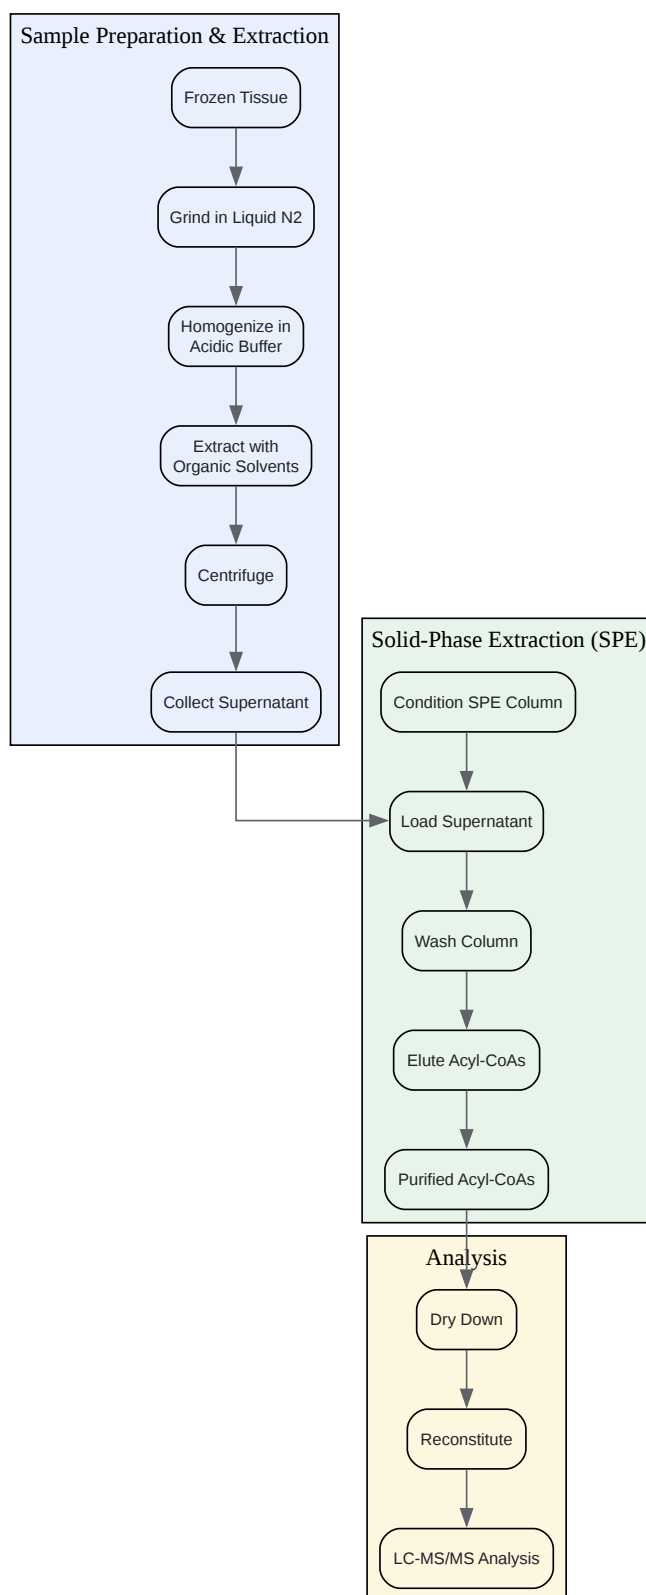 Sample Preparation & Extraction
Frozen Tissue
Grind in Liquid N2
Homogenize in
Acidic Buffer
Extract with
Organic Solvents
Centrifuge
Collect Supernatant
Solid-Phase Extraction (SPE)
Condition SPE Column
Load Supernatant
Wash Column
Elute Acyl-CoAs
Purified Acyl-CoAs
Analysis
Dry Down
Reconstitute
LC-MS/MS Analysis